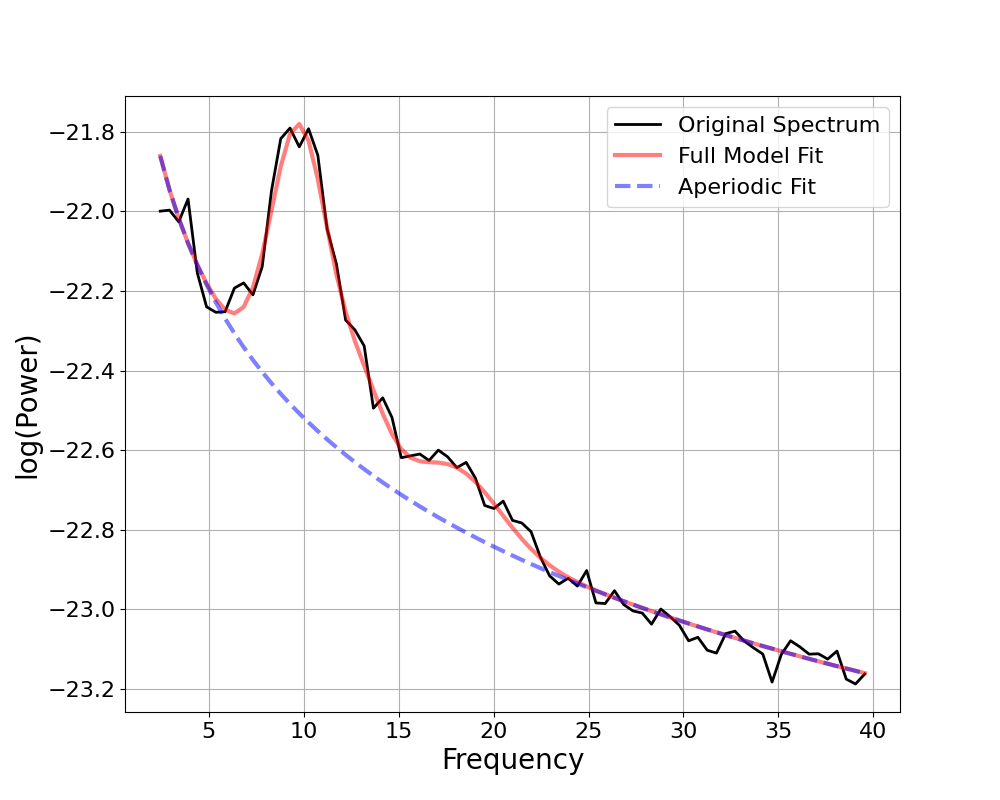 Original Spectrum
Full Model Fit
Aperiodic Fit
log(Power)
−21.8
−22.0
−22.2
−22.4
−22.6
−22.8
−23.0
−23.2
5 10 15 20 25 30 35 40
Frequency